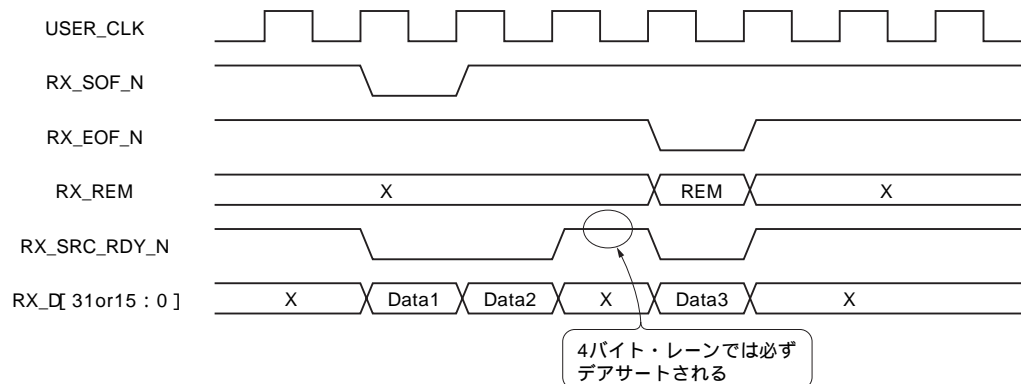 USER_CLK
RX_SOF_N
RX_EOF_N
RX_REM X REM X
RX_SRC_RDY_N
RX_D[ 31or15 : 0 ] X Data1 Data2 X Data3 X
4バイト・レーンでは必ず
デアサートされる